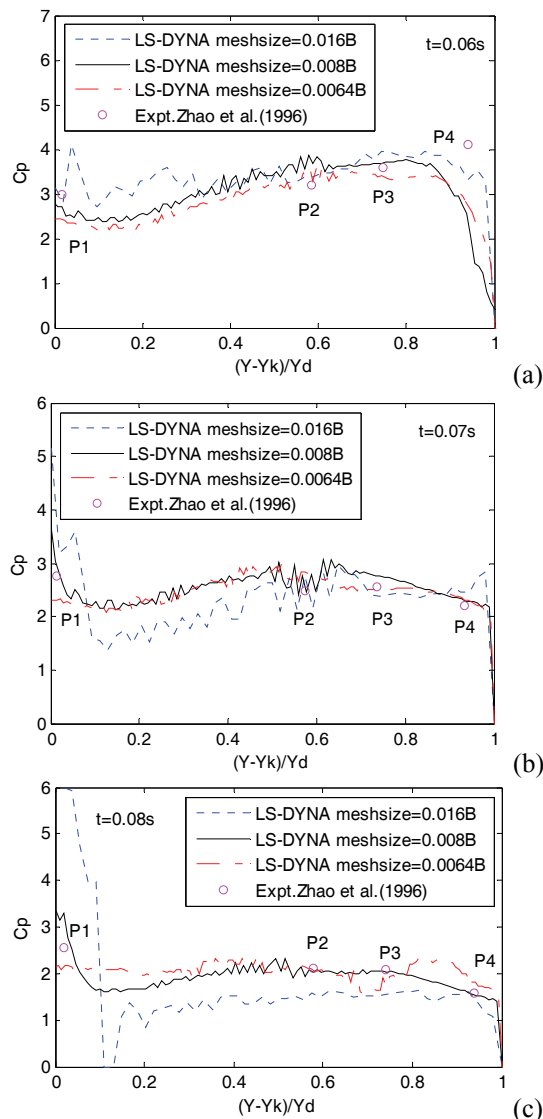 7
6
5
4
3
2
1
0
Cp
LS-DYNA meshsize=0.016B
LS-DYNA meshsize=0.008B
LS-DYNA meshsize=0.0064B
Expt.Zhao et al.(1996)
t=0.06s
P1
P2
P3
P4
0 0.2 0.4 0.6 0.8 1
(Y-Yk)/Yd
(a)
6
5
4
3
2
1
0
Cp
LS-DYNA meshsize=0.016B
LS-DYNA meshsize=0.008B
LS-DYNA meshsize=0.0064B
Expt.Zhao et al.(1996)
t=0.07s
P1
P2
P3
P4
0 0.2 0.4 0.6 0.8 1
(Y-Yk)/Yd
(b)
6
5
4
3
2
1
0
Cp
t=0.08s
LS-DYNA meshsize=0.016B
LS-DYNA meshsize=0.008B
LS-DYNA meshsize=0.0064B
Expt.Zhao et al.(1996)
P1
P2
P3
P4
0 0.2 0.4 0.6 0.8 1
(Y-Yk)/Yd
(c)